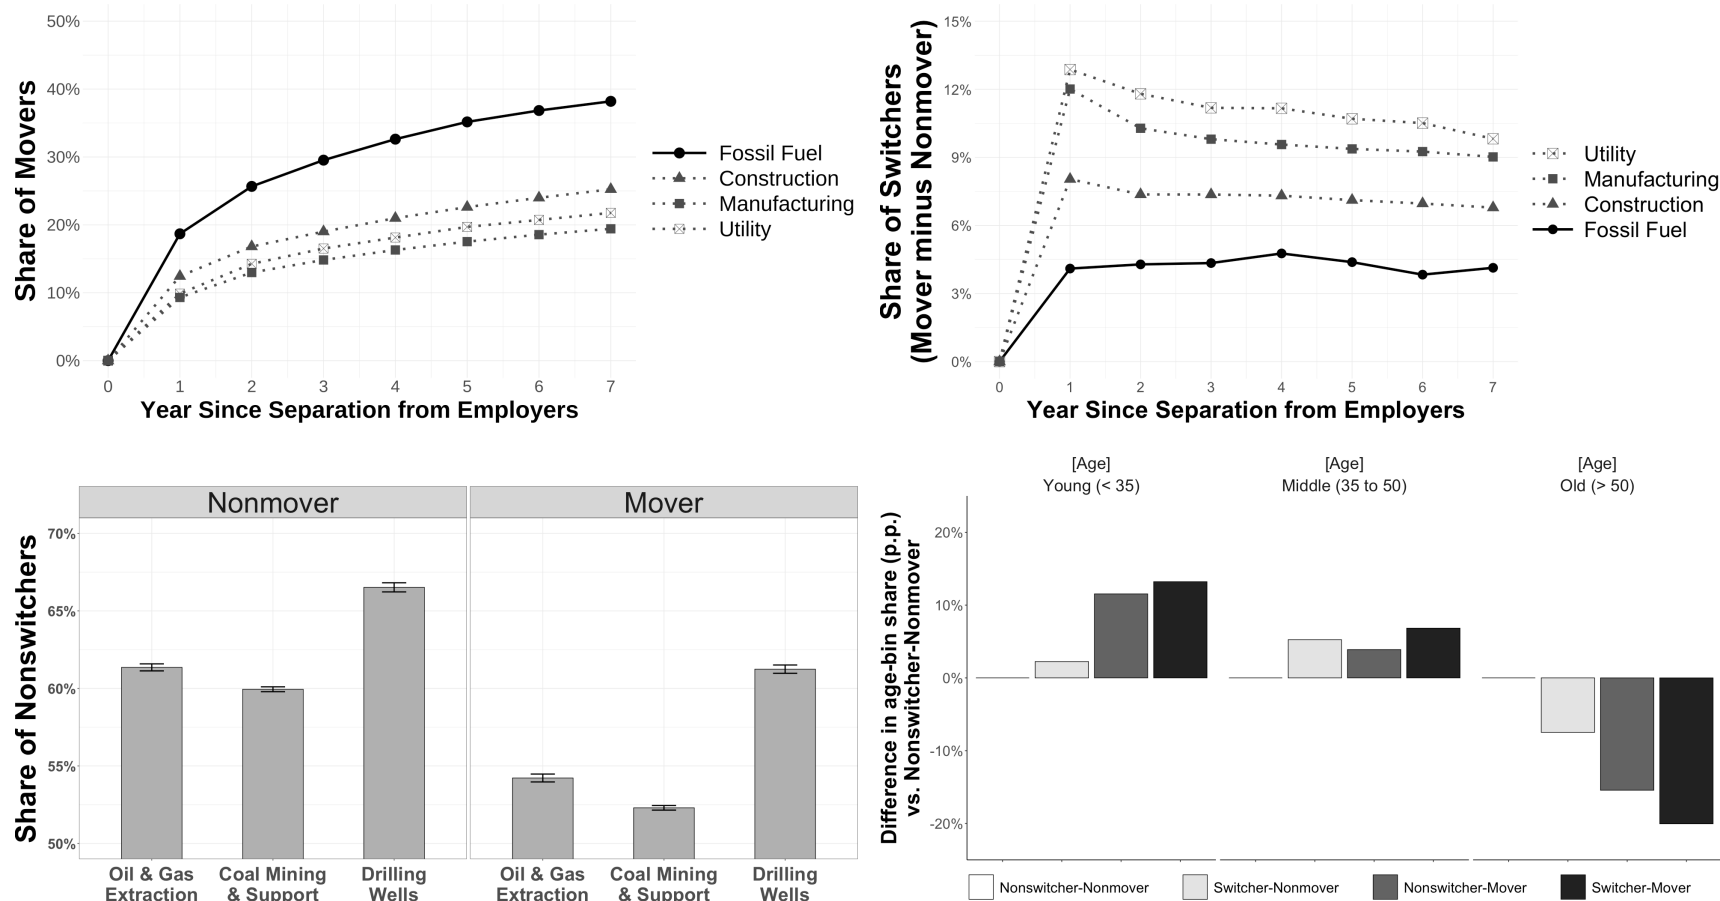 Share of Movers
50%
40%
30%
20%
10%
0%
0 1 2 3 4 5 6 7
Year Since Separation from Employers
Fossil Fuel
Construction
Manufacturing
Utility
Share of Switchers
(Mover minus Nonmover)
15%
12%
9%
6%
3%
0%
0 1 2 3 4 5 6 7
Year Since Separation from Employers
Utility
Manufacturing
Construction
Fossil Fuel
Share of Nonswitchers
Nonmover Mover
70%
65%
60%
55%
50%
Oil & Gas Coal Mining Drilling Oil & Gas Coal Mining Drilling
Extraction & Support Wells Extraction & Support Wells
Difference in age-bin share (p.p.)
vs. Nonswitcher-Nonmover
[Age] [Age] [Age]
Young (< 35) Middle (35 to 50) Old (> 50)
20%
10%
0%
-10%
-20%
Nonswitcher-Nonmover Switcher-Nonmover Nonswitcher-Mover Switcher-Mover